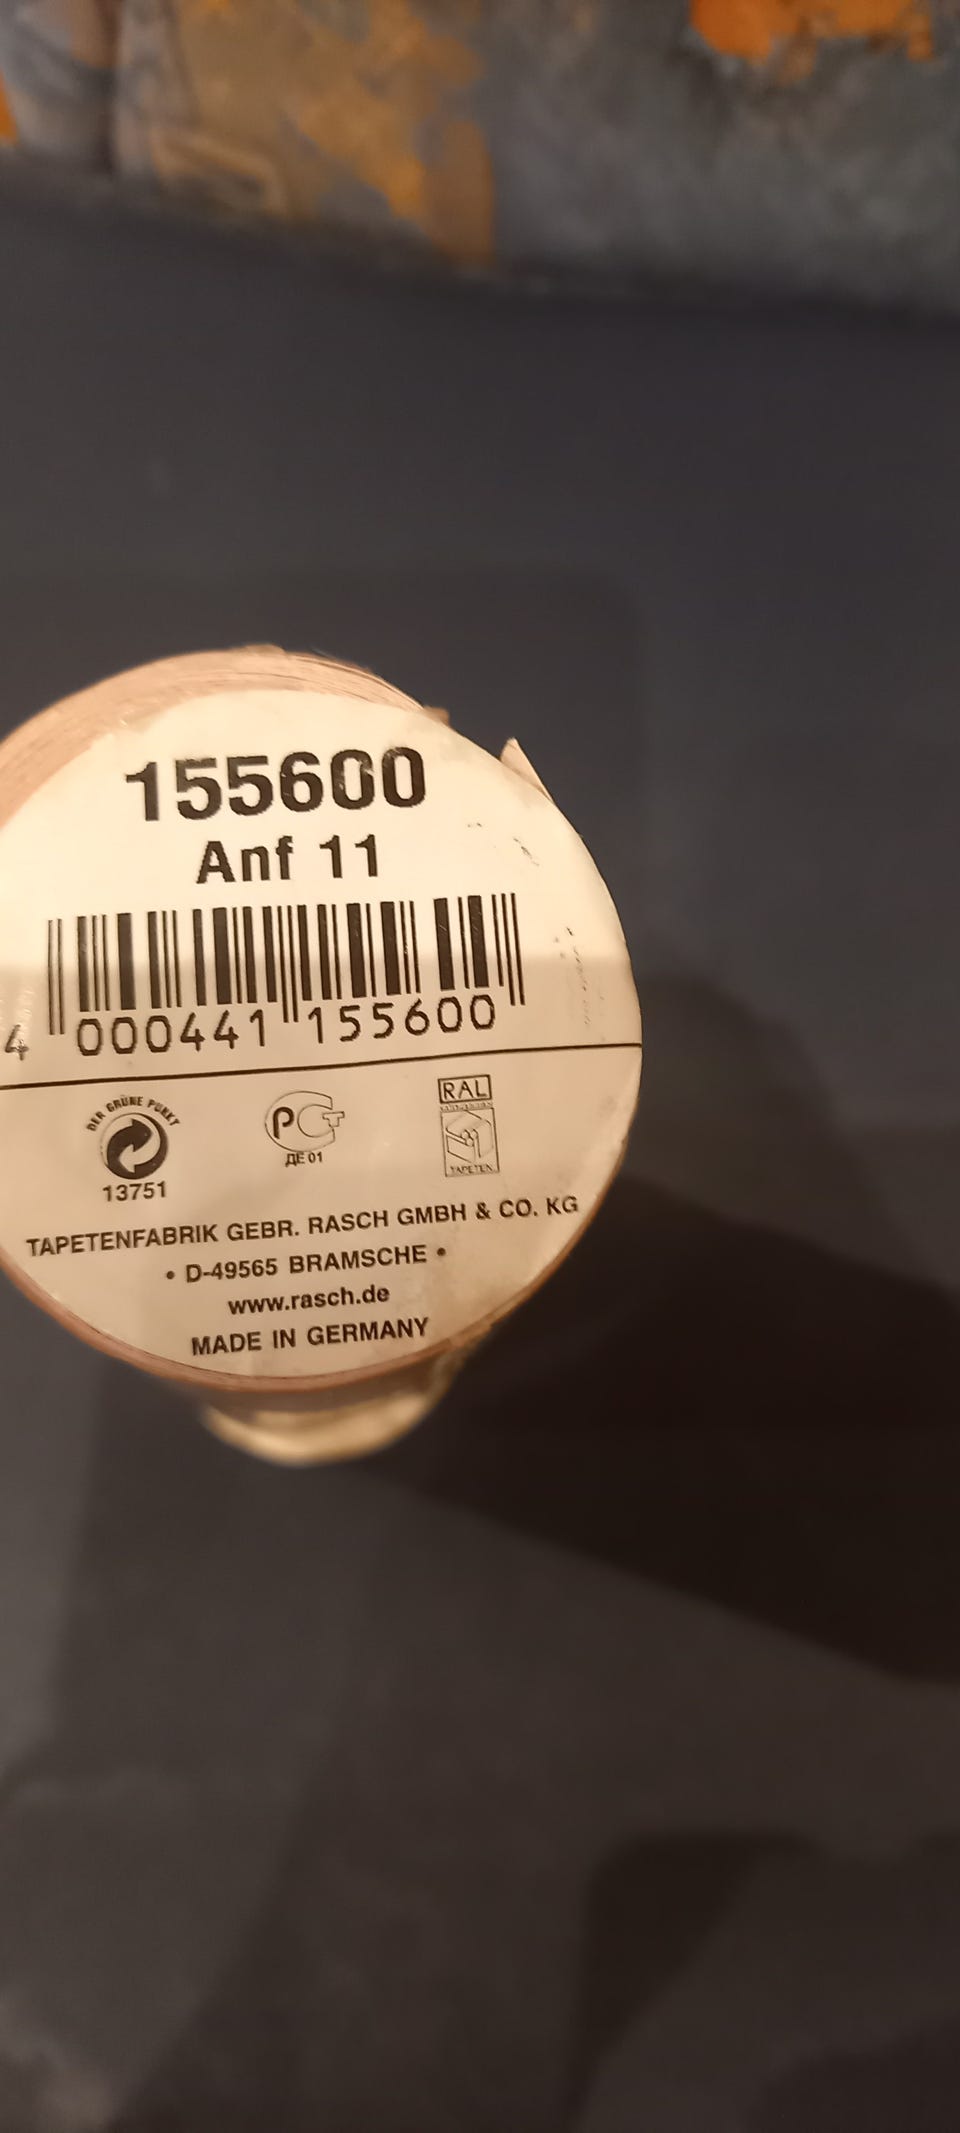 155600
Anf 11
4 000441 155600
DER GRÜNE PUNKT
13751
РСТ
ДЕ 01
RAL
TAPETEN
TAPETENFABRIK GEBR. RASCH GMBH & CO. KG
• D-49565 BRAMSCHE •
www.rasch.de
MADE IN GERMANY